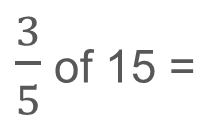 3/5 of 15 =